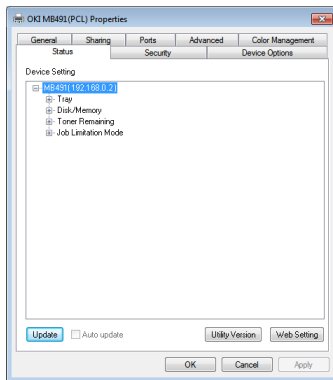 OKI MB491(PCL) Properties
General Sharing Ports Advanced Color Management
Status Security Device Options
Device Setting
MB491(192.168.0.2)
Tray
Disk/Memory
Toner Remaining
Job Limitation Mode
Update Auto update Utility Version Web Setting
OK Cancel Apply